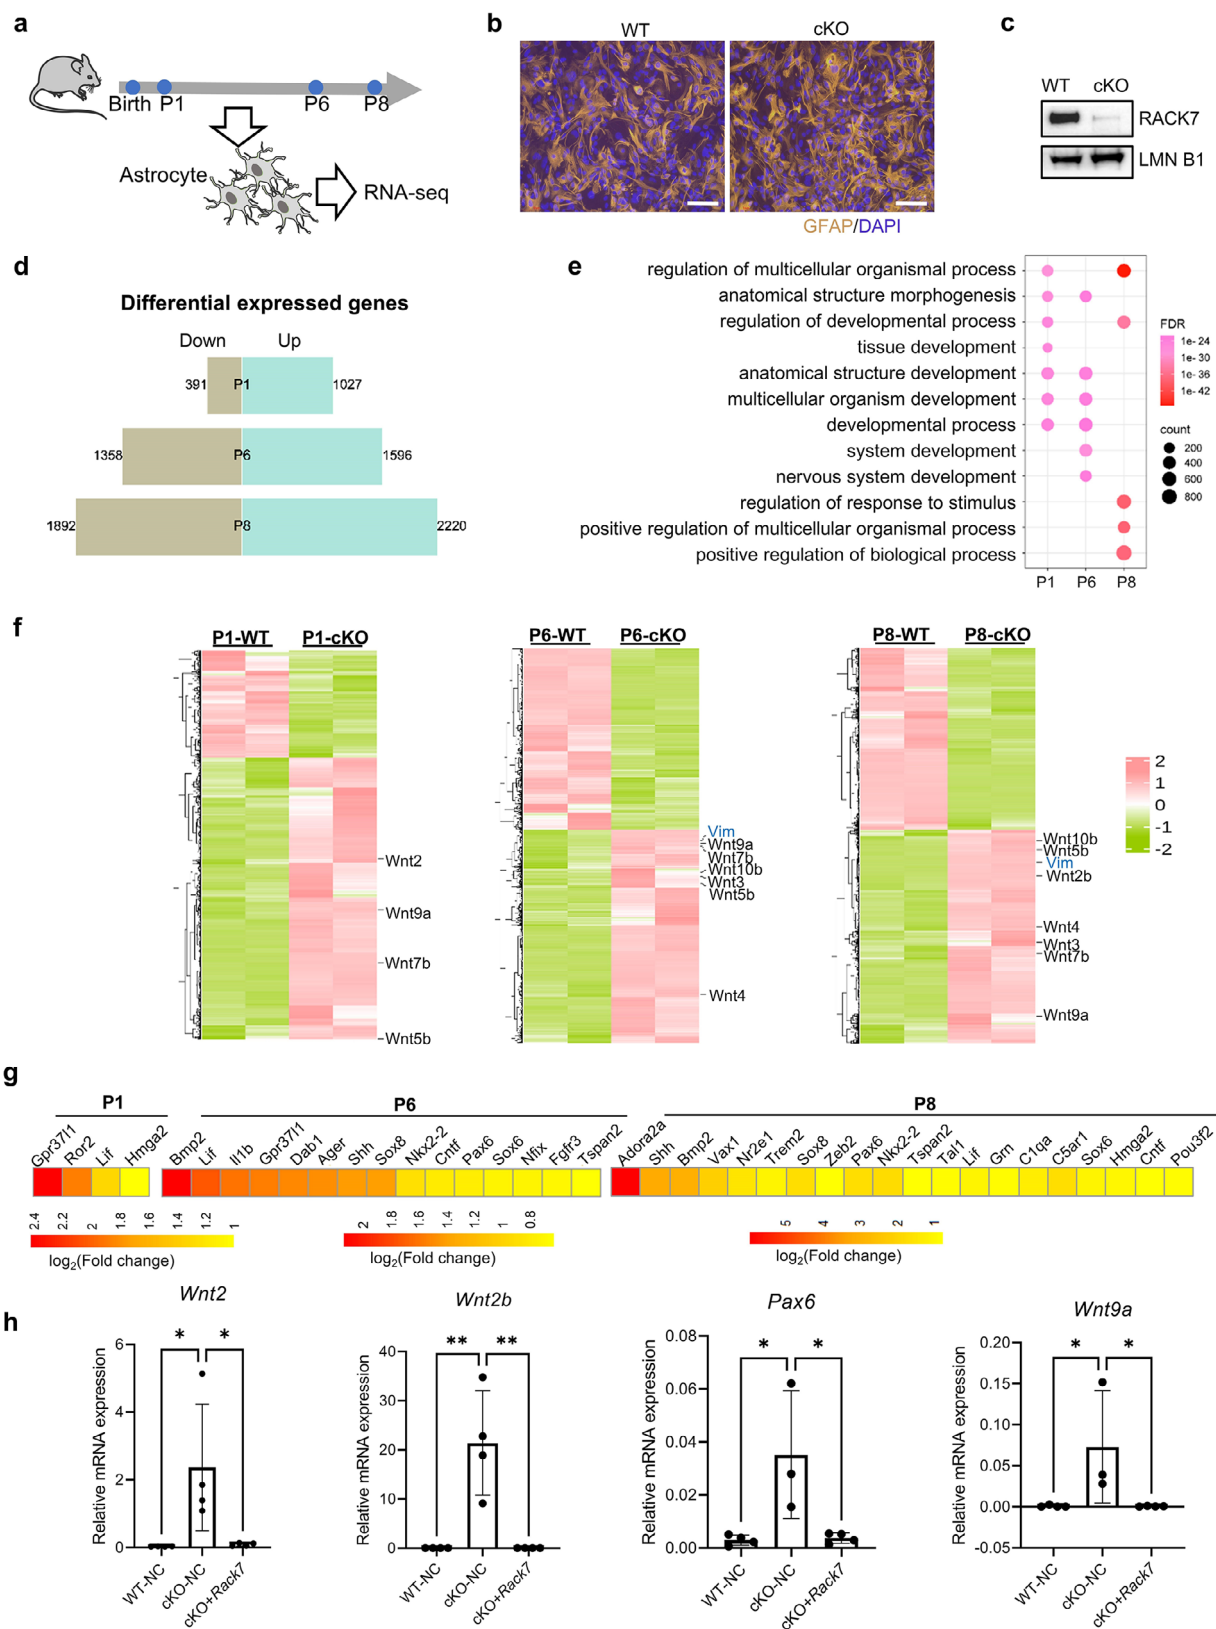 a
Birth P1 P6 P8
Astrocyte
RNA-seq
b
WT cKO
GFAP/DAPI
c
WT cKO
RACK7
LMN B1
d
Differential expressed genes
Down Up
391 P1 1027
1358 P6 1596
1892 P8 2220
e
regulation of multicellular organismal process
anatomical structure morphogenesis
regulation of developmental process
tissue development
anatomical structure development
multicellular organism development
developmental process
system development
nervous system development
regulation of response to stimulus
positive regulation of multicellular organismal process
positive regulation of biological process
P1 P6 P8
FDR
1e-24
1e-30
1e-36
1e-42
count
200
400
600
800
f
P1-WT P1-cKO
Wnt2
Wnt9a
Wnt7b
Wnt5b
P6-WT P6-cKO
Vim
Wnt9a
Wnt7b
Wnt10b
Wnt3
Wnt5b
Wnt4
P8-WT P8-cKO
Wnt10b
Wnt5b
Vim
Wnt2b
Wnt4
Wnt3
Wnt7b
Wnt9a
2
1
0
-1
-2
g
P1
Gpr37l1 Ror2 Lif Hmga2
2.4 2.2 2 1.8 1.6 1.4 1.2 1
log2(Fold change)
P6
Bmp2 Lif Il1b Gpr37l1 Dab1 Ager Shh Sox8 Nkx2-2 Cntf Pax6 Sox6 Nfix Fgfr3 Tspan2
2 1.8 1.6 1.4 1.2 1 0.8
log2(Fold change)
P8
Adora2a Shh Bmp2 Vax1 Nr2e1 Trem2 Sox8 Zeb2 Pax6 Nkx2-2 Tspan2 Tal1 Lif Grn C1qa C5ar1 Sox6 Hmga2 Cntf Pou3f2
5 4 3 2 1
log2(Fold change)
h
Wnt2
Relative mRNA expression
6
4
2
0
* *
WT-NC cKO-NC cKO+Rack7
Wnt2b
Relative mRNA expression
40
30
20
10
0
** **
WT-NC cKO-NC cKO+Rack7
Pax6
Relative mRNA expression
0.08
0.06
0.04
0.02
0.00
* *
WT-NC cKO-NC cKO+Rack7
Wnt9a
Relative mRNA expression
0.20
0.15
0.10
0.05
0.00
-0.05
* *
WT-NC cKO-NC cKO+Rack7